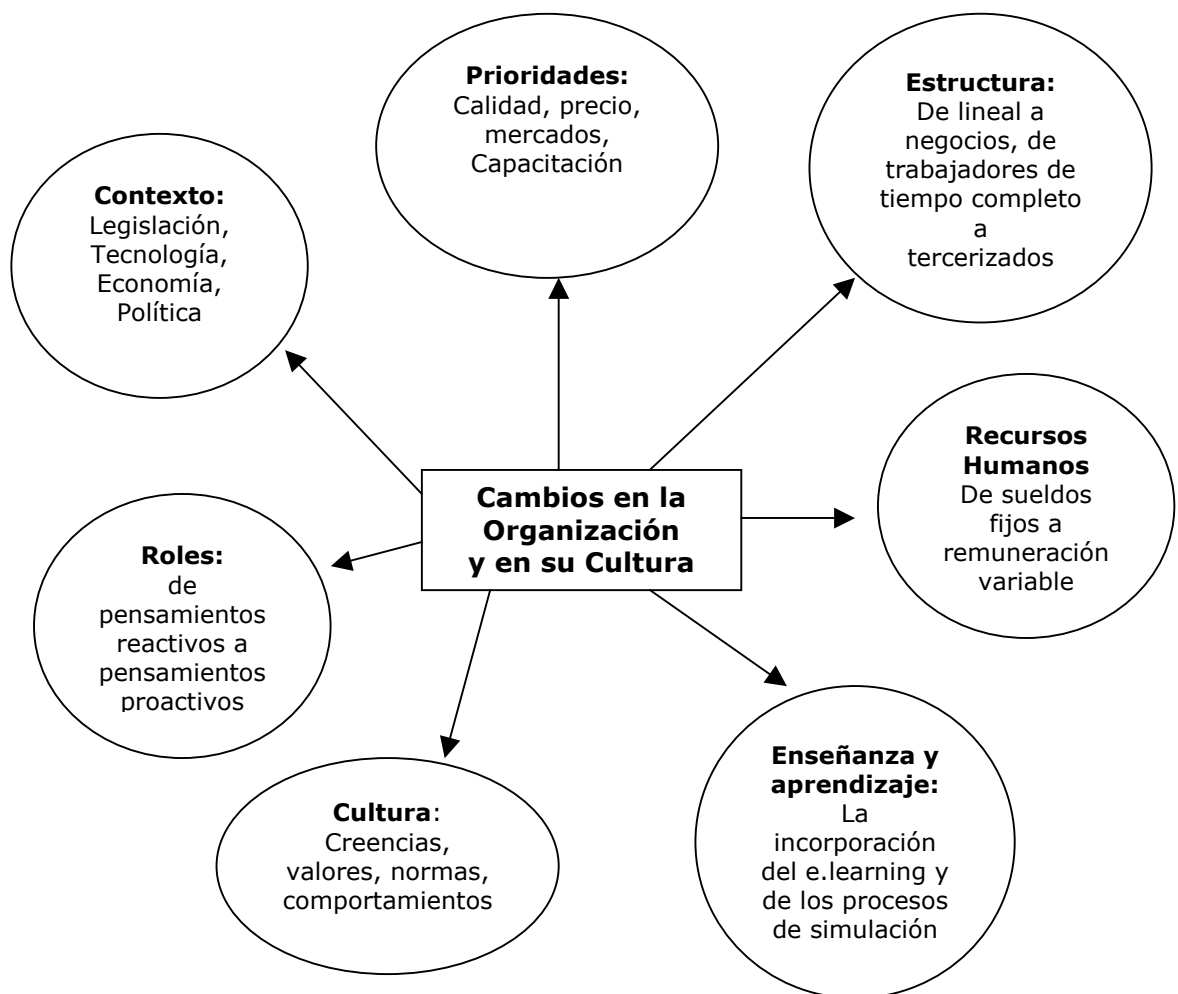 Prioridades:
Calidad, precio,
mercados,
Capacitación
Estructura:
De lineal a
negocios, de
trabajadores de
tiempo completo
a
tercerizados
Contexto:
Legislación,
Tecnología,
Economía,
Política
Recursos
Humanos
De sueldos
fijos a
remuneración
variable
Cambios en la
Organización
y en su Cultura
Roles:
de
pensamientos
reactivos a
pensamientos
proactivos
Enseñanza y
aprendizaje:
La
incorporación
del e.learning y
de los procesos
de simulación
Cultura:
Creencias,
valores, normas,
comportamientos